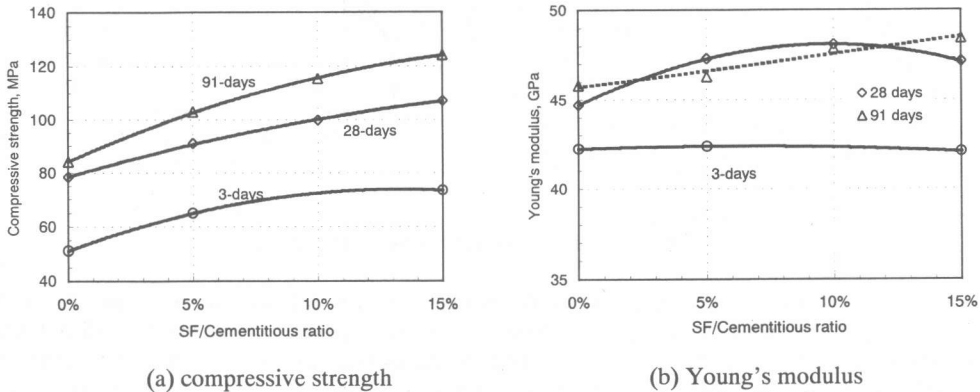 Compressive strength, MPa
140
120
100
80
60
40
91-days
28-days
3-days
0%
5%
10%
15%
SF/Cementitious ratio
(a) compressive strength
Young's modulus, GPa
50
45
41
35
28 days
91 days
3-days
0%
5%
10%
15%
SF/Cementitious ratio
(b) Young's modulus